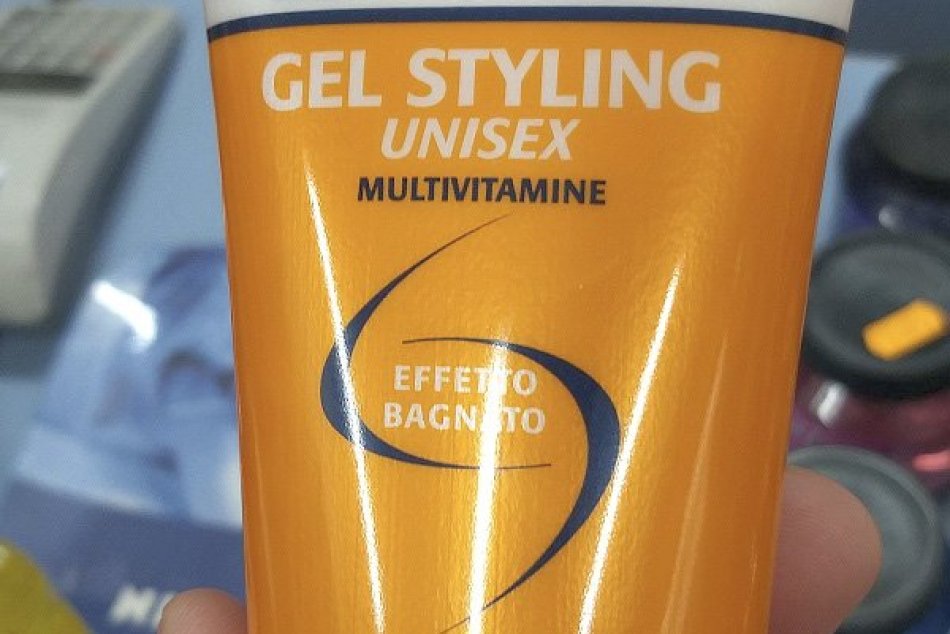 GEL STYLING
UNISEX
MULTIVITAMINE
EFFETTO
BAGNATO